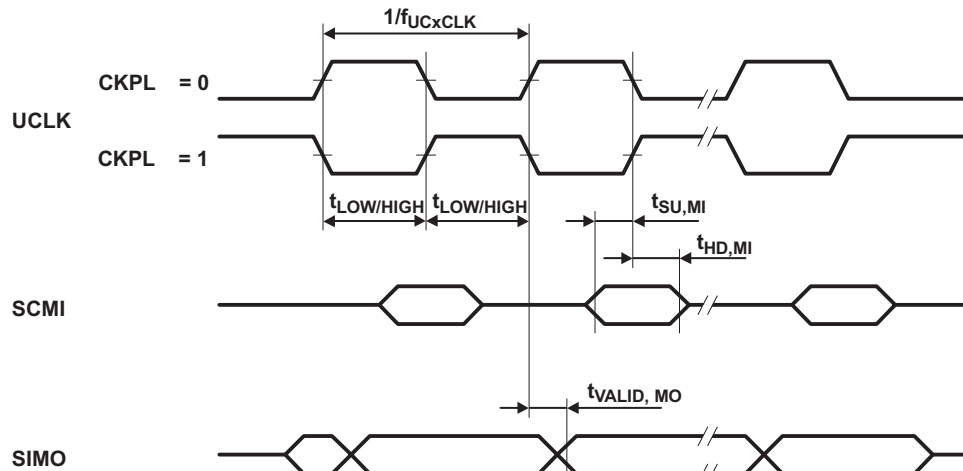 1/fUCxCLK
CKPL = 0
UCLK
CKPL = 1
tLOW/HIGH tLOW/HIGH
tSU,MI
tHD,MI
SCMI
tVALID, MO
SIMO